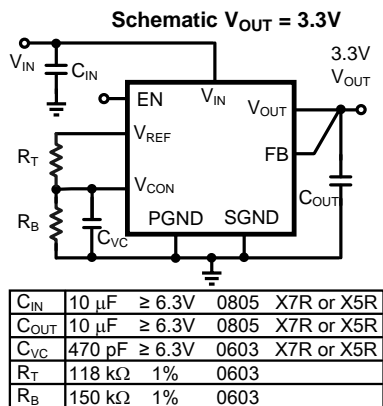 Schematic VOUT = 3.3V
VIN
CIN
3.3V
VOUT
EN
VIN
VOUT
VREF
FB
RT
VCON
COUT
RB
CVC
PGND SGND
CIN 10 μF ≥ 6.3V 0805 X7R or X5R
COUT 10 μF ≥ 6.3V 0805 X7R or X5R
CVC 470 pF ≥ 6.3V 0603 X7R or X5R
RT 118 kΩ 1% 0603
RB 150 kΩ 1% 0603